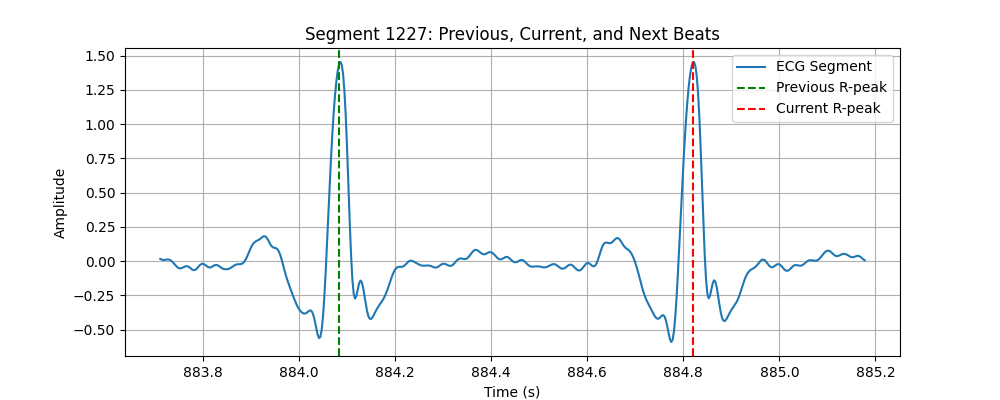 Segment 1227: Previous, Current, and Next Beats
1.50
1.25
1.00
0.75
0.50
0.25
0.00
−0.25
−0.50
Amplitude
ECG Segment
Previous R-peak
Current R-peak
883.8 884.0 884.2 884.4 884.6 884.8 885.0 885.2
Time (s)